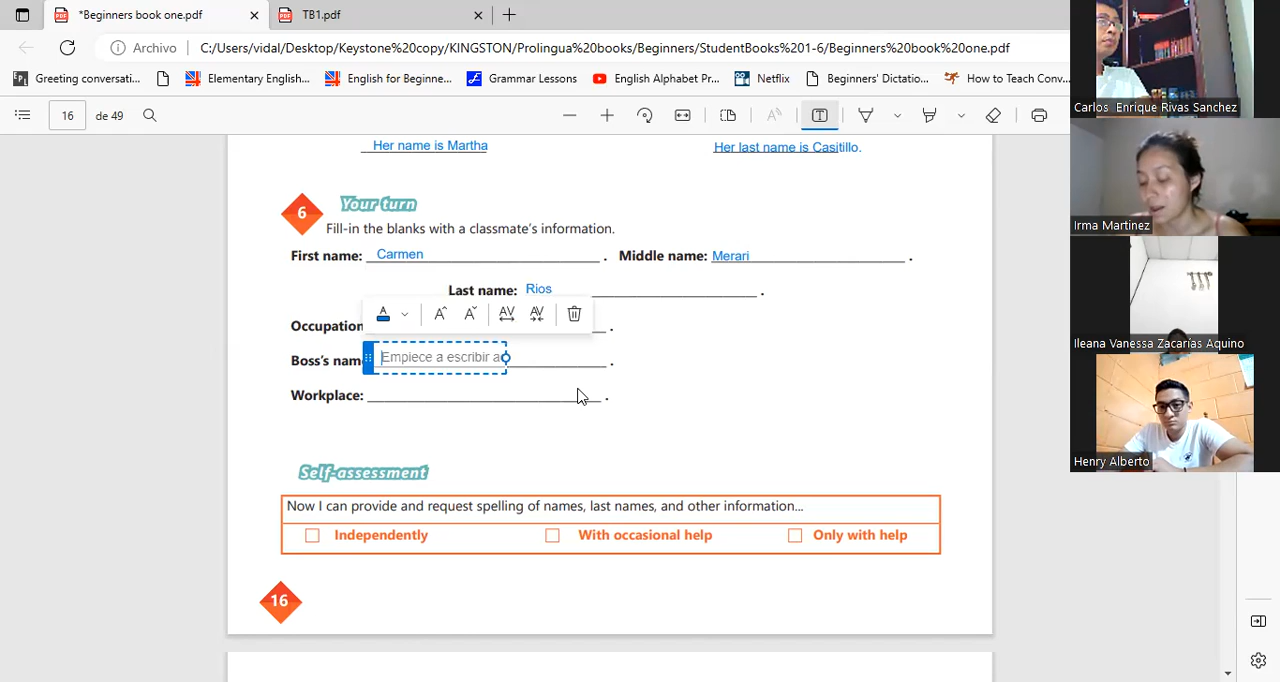 *Beginners book one.pdf
TB1.pdf
Archivo
C:/Users/vidal/Desktop/Keystone%20copy/KINGSTON/Prolingua%20books/Beginners/StudentBooks%201-6/Beginners%20book%20one.pdf
Greeting conversati...
Elementary English...
English for Beginne...
Grammar Lessons
English Alphabet Pr...
Netflix
Beginners' Dictatio...
How to Teach Conv...
16 de 49
Her name is Martha
Her last name is Casitillo.
6 Your turn
Fill-in the blanks with a classmate's information.
First name: Carmen . Middle name: Merari .
Last name: Rios .
Occupation .
Boss's nam Empiece a escribir a .
Workplace: .
Self-assessment
Now I can provide and request spelling of names, last names, and other information...
Independently With occasional help Only with help
16
Carlos Enrique Rivas Sanchez
Irma Martinez
Ileana Vanessa Zacarías Aquino
Henry Alberto